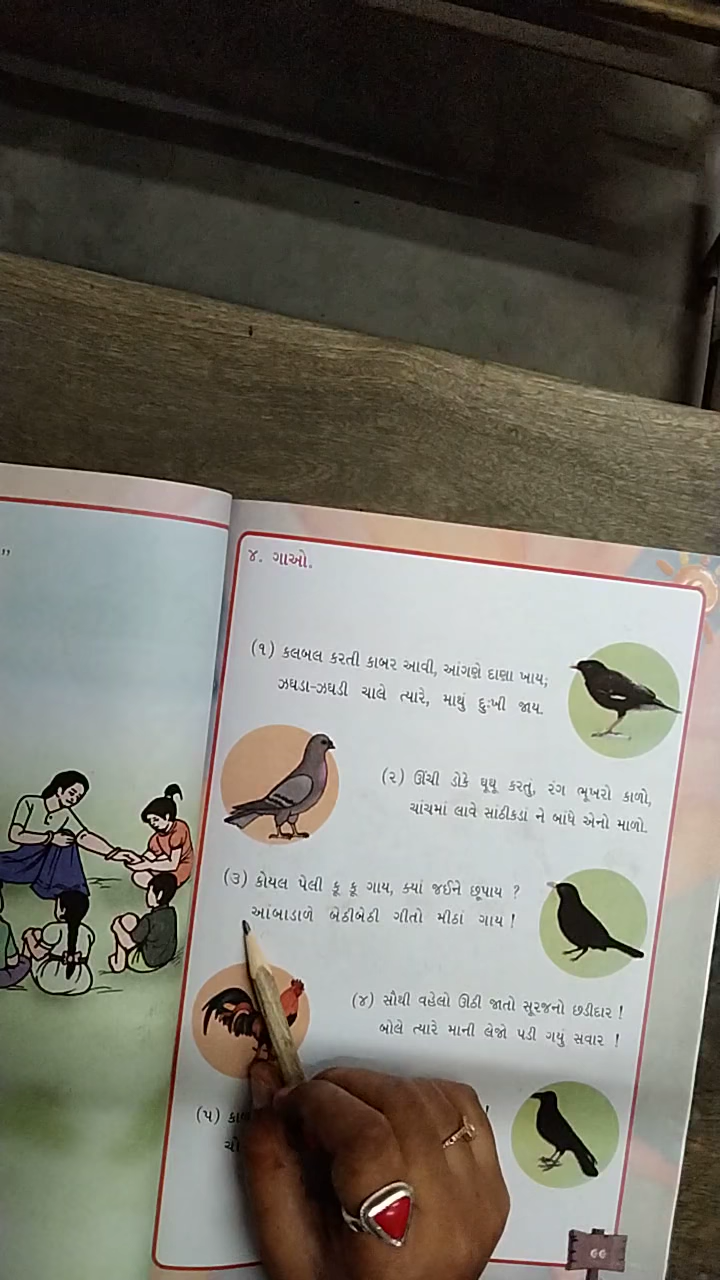 ”
૪. ગાઓ.
(૧) કલબલ કરતી કાબર આવી, આંગણે દાણા ખાય;
ઝઘડા-ઝઘડી ચાલે ત્યારે, માથું દુઃખી જાય.
(૨) ઊંચી ડોકે ઘૂઘૂ કરતું, રંગ ભૂખરો કાળો,
ચાંચમાં લાવે સાંઠીકડાં ને બાંધે એનો માળો.
(૩) કોયલ પેલી કૂ કૂ ગાય, ક્યાં જઈને છૂપાય ?
આંબાડાળે બેઠીબેઠી ગીતો મીઠાં ગાય !
(૪) સૌથી વહેલો ઊઠી જાતો સૂરજનો છડીદાર !
બોલે ત્યારે માની લેજો પડી ગયું સવાર !
(૫) !
૬૬